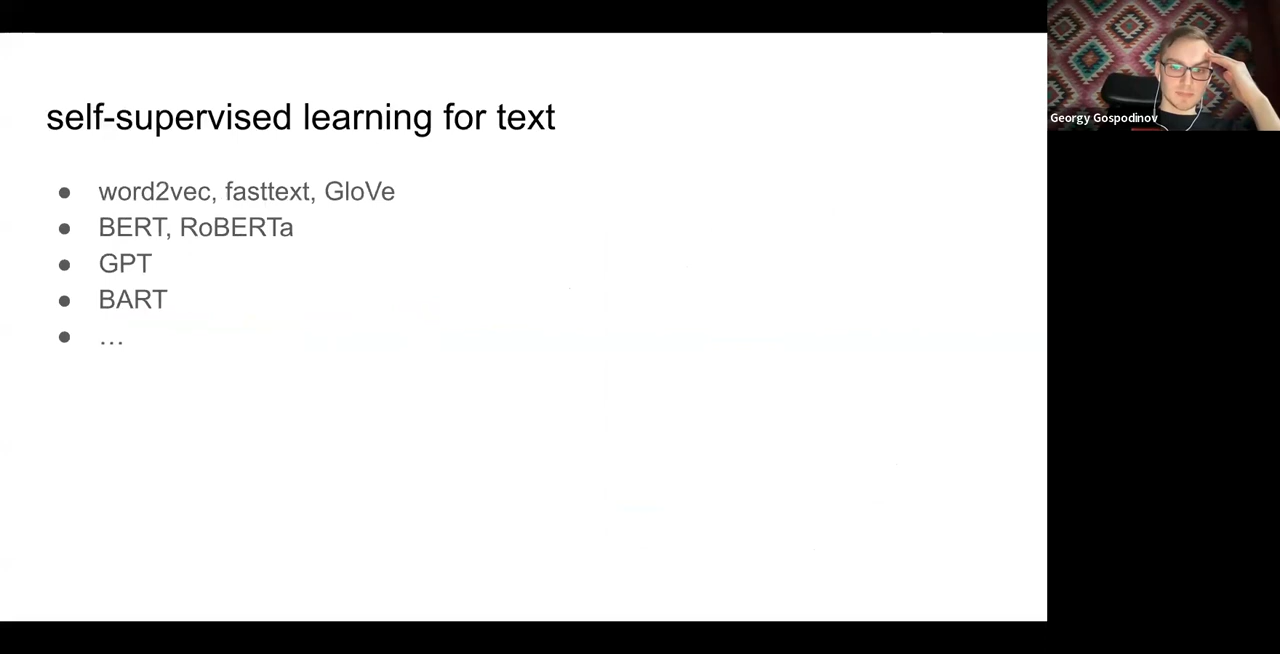 self-supervised learning for text
● word2vec, fasttext, GloVe
● BERT, RoBERTa
● GPT
● BART
● …
Georgy Gospodinov